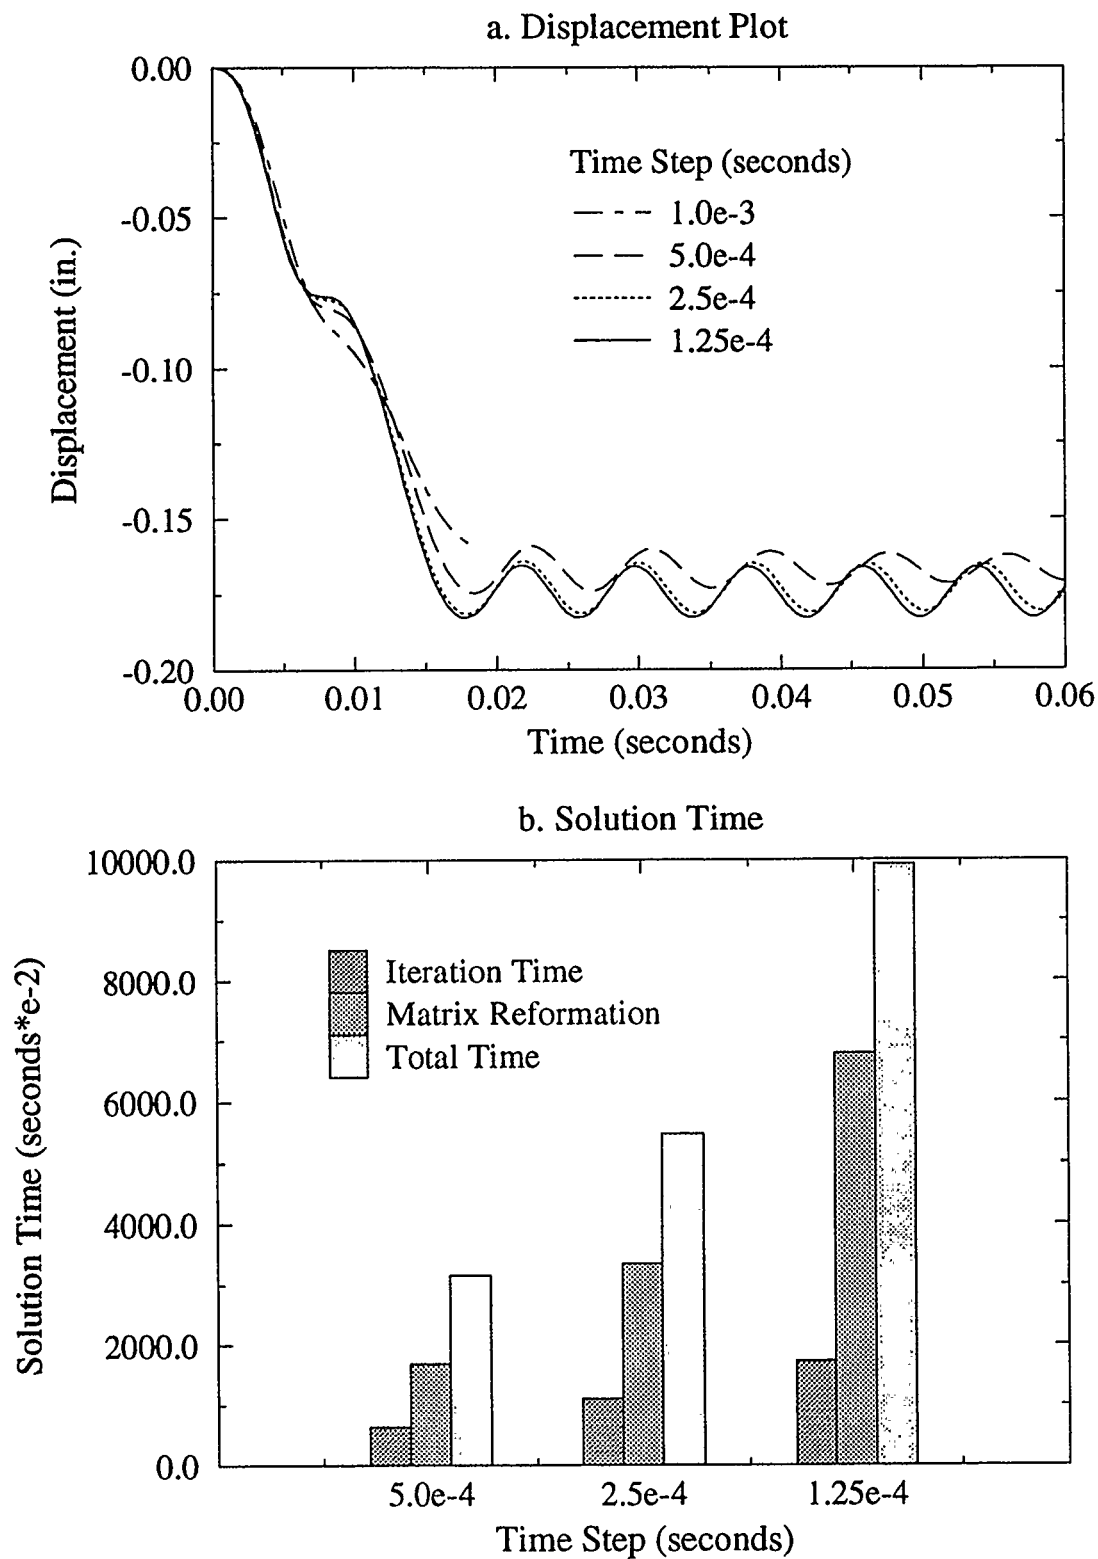 a. Displacement Plot
0.00
-0.05
-0.10
-0.15
-0.20
Displacement (in.)
Time Step (seconds)
1.0e-3
5.0e-4
2.5e-4
1.25e-4
0.00 0.01 0.02 0.03 0.04 0.05 0.06
Time (seconds)
b. Solution Time
10000.0
8000.0
6000.0
4000.0
2000.0
0.0
Solution Time (seconds*e-2)
Iteration Time
Matrix Reformation
Total Time
5.0e-4 2.5e-4 1.25e-4
Time Step (seconds)